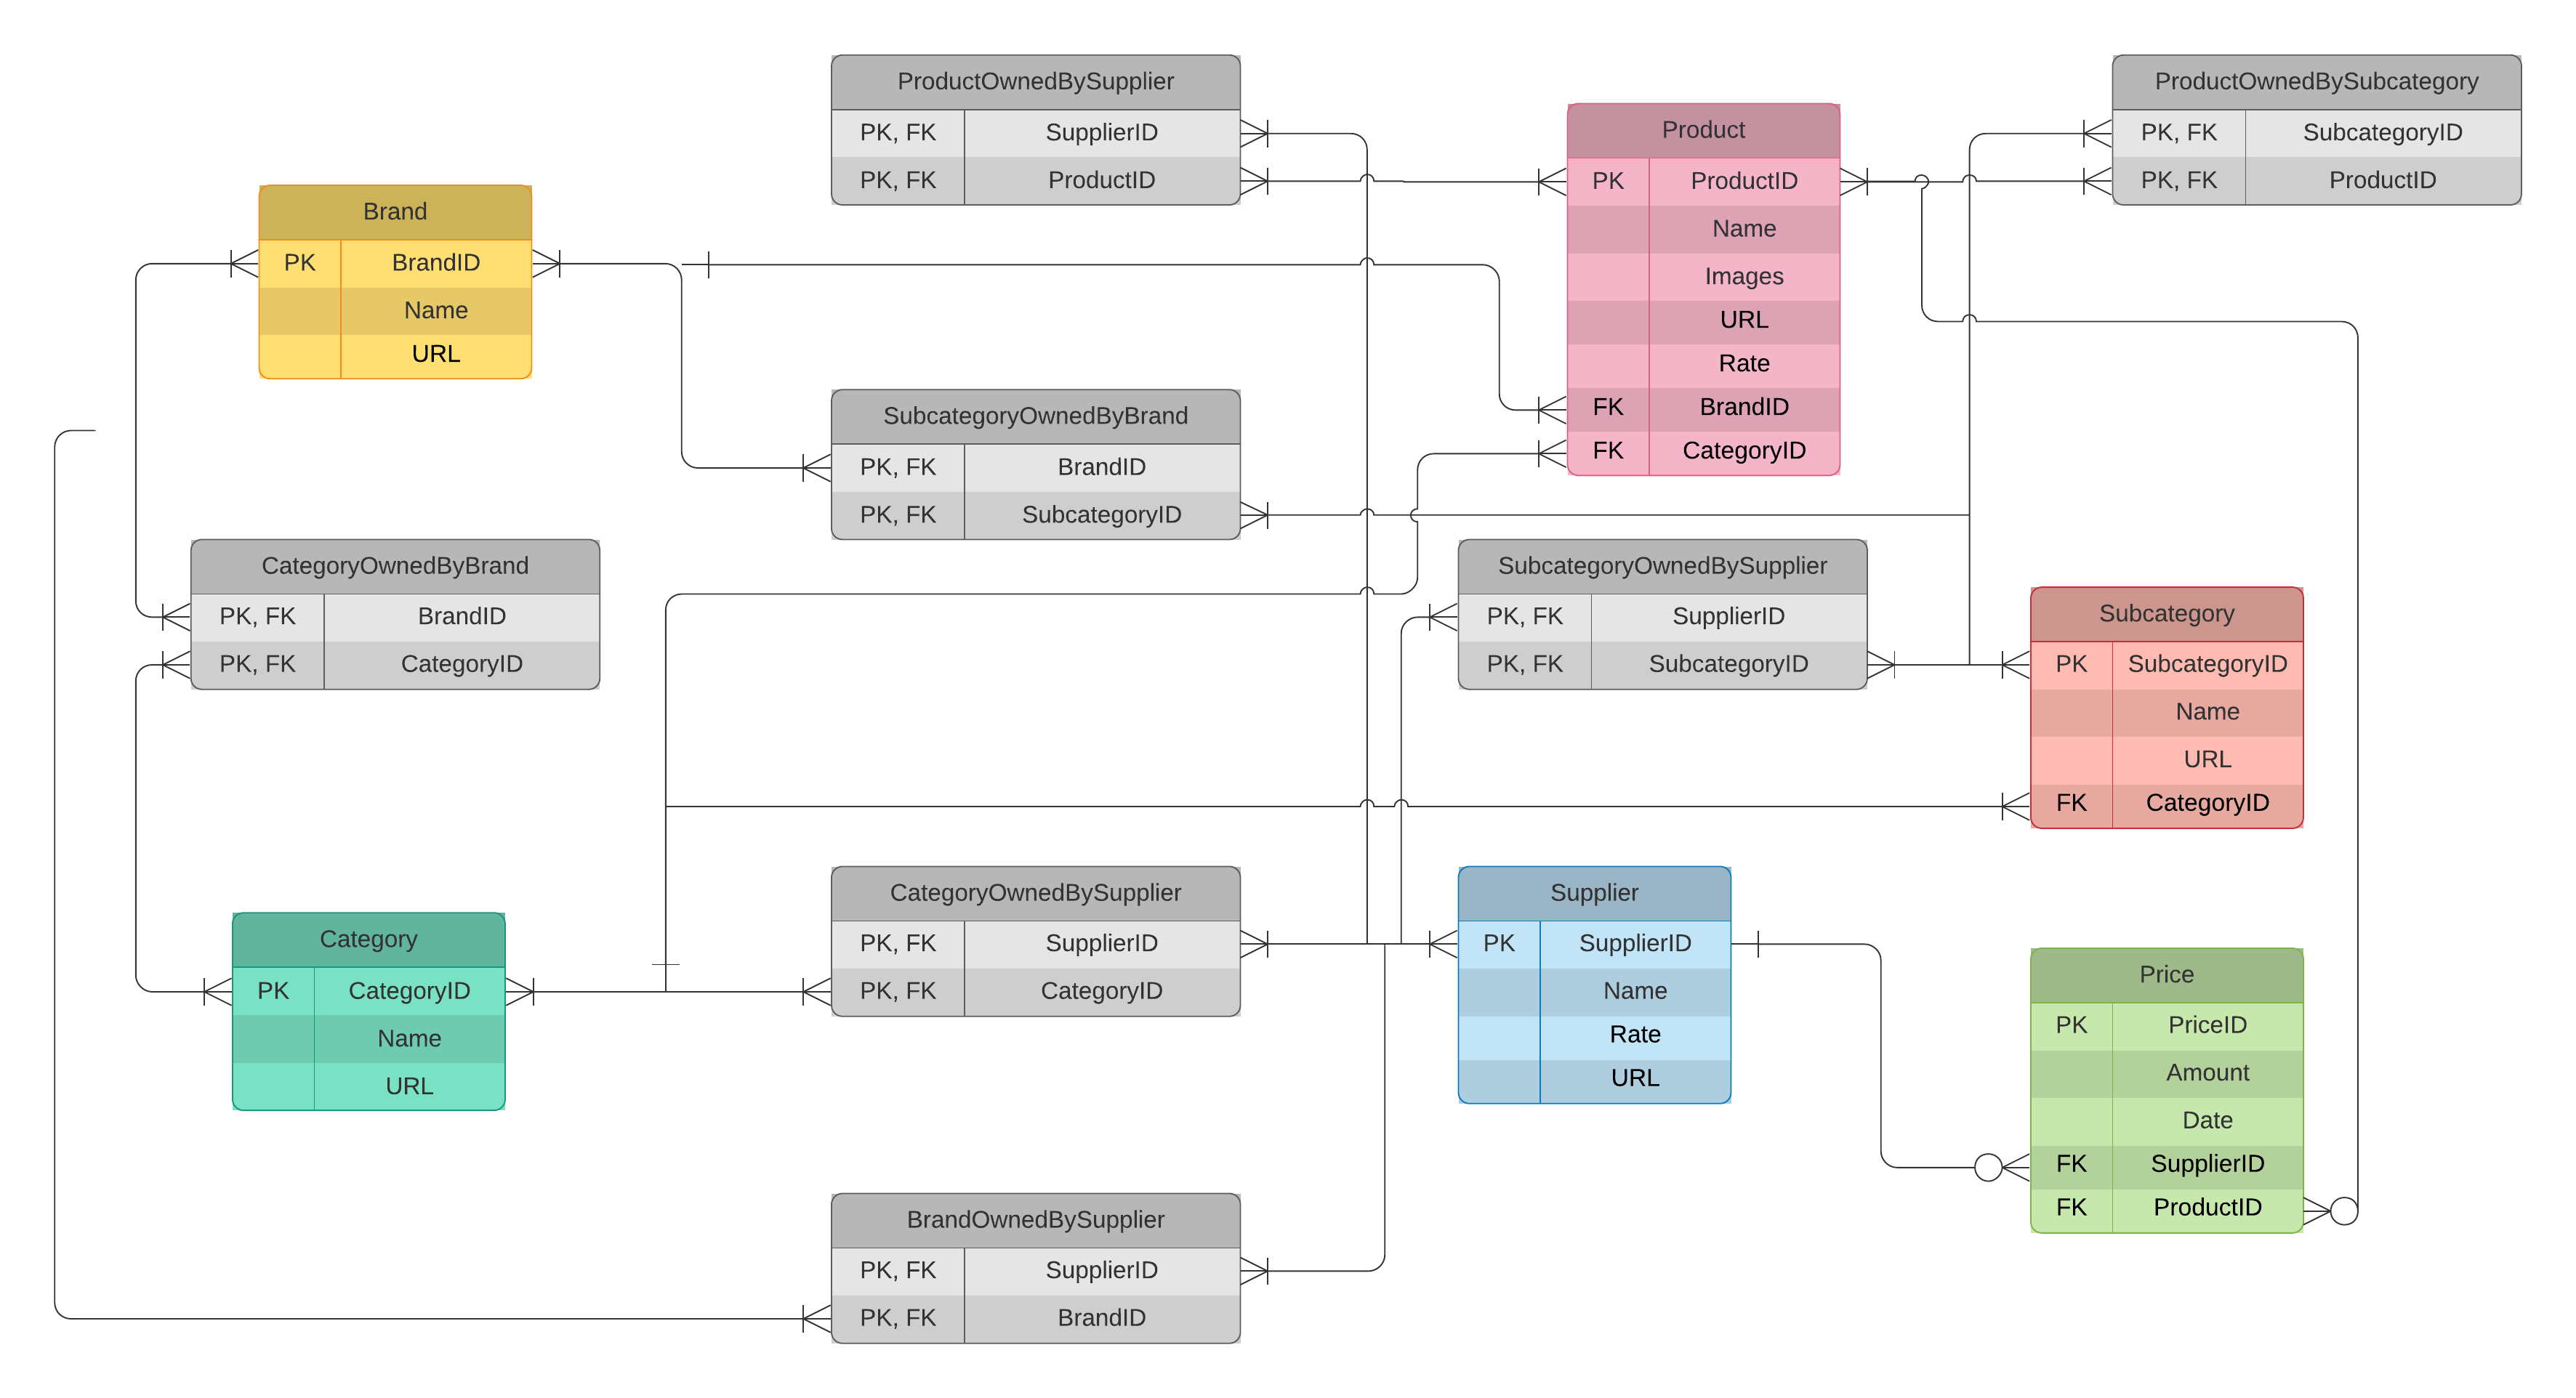 ProductOwnedBySupplier
PK, FK SupplierID
PK, FK ProductID
Product
PK ProductID
Name
Images
URL
Rate
FK BrandID
FK CategoryID
ProductOwnedBySubcategory
PK, FK SubcategoryID
PK, FK ProductID
Brand
PK BrandID
Name
URL
SubcategoryOwnedByBrand
PK, FK BrandID
PK, FK SubcategoryID
CategoryOwnedByBrand
PK, FK BrandID
PK, FK CategoryID
SubcategoryOwnedBySupplier
PK, FK SupplierID
PK, FK SubcategoryID
Subcategory
PK SubcategoryID
Name
URL
FK CategoryID
Category
PK CategoryID
Name
URL
CategoryOwnedBySupplier
PK, FK SupplierID
PK, FK CategoryID
Supplier
PK SupplierID
Name
Rate
URL
Price
PK PriceID
Amount
Date
FK SupplierID
FK ProductID
BrandOwnedBySupplier
PK, FK SupplierID
PK, FK BrandID